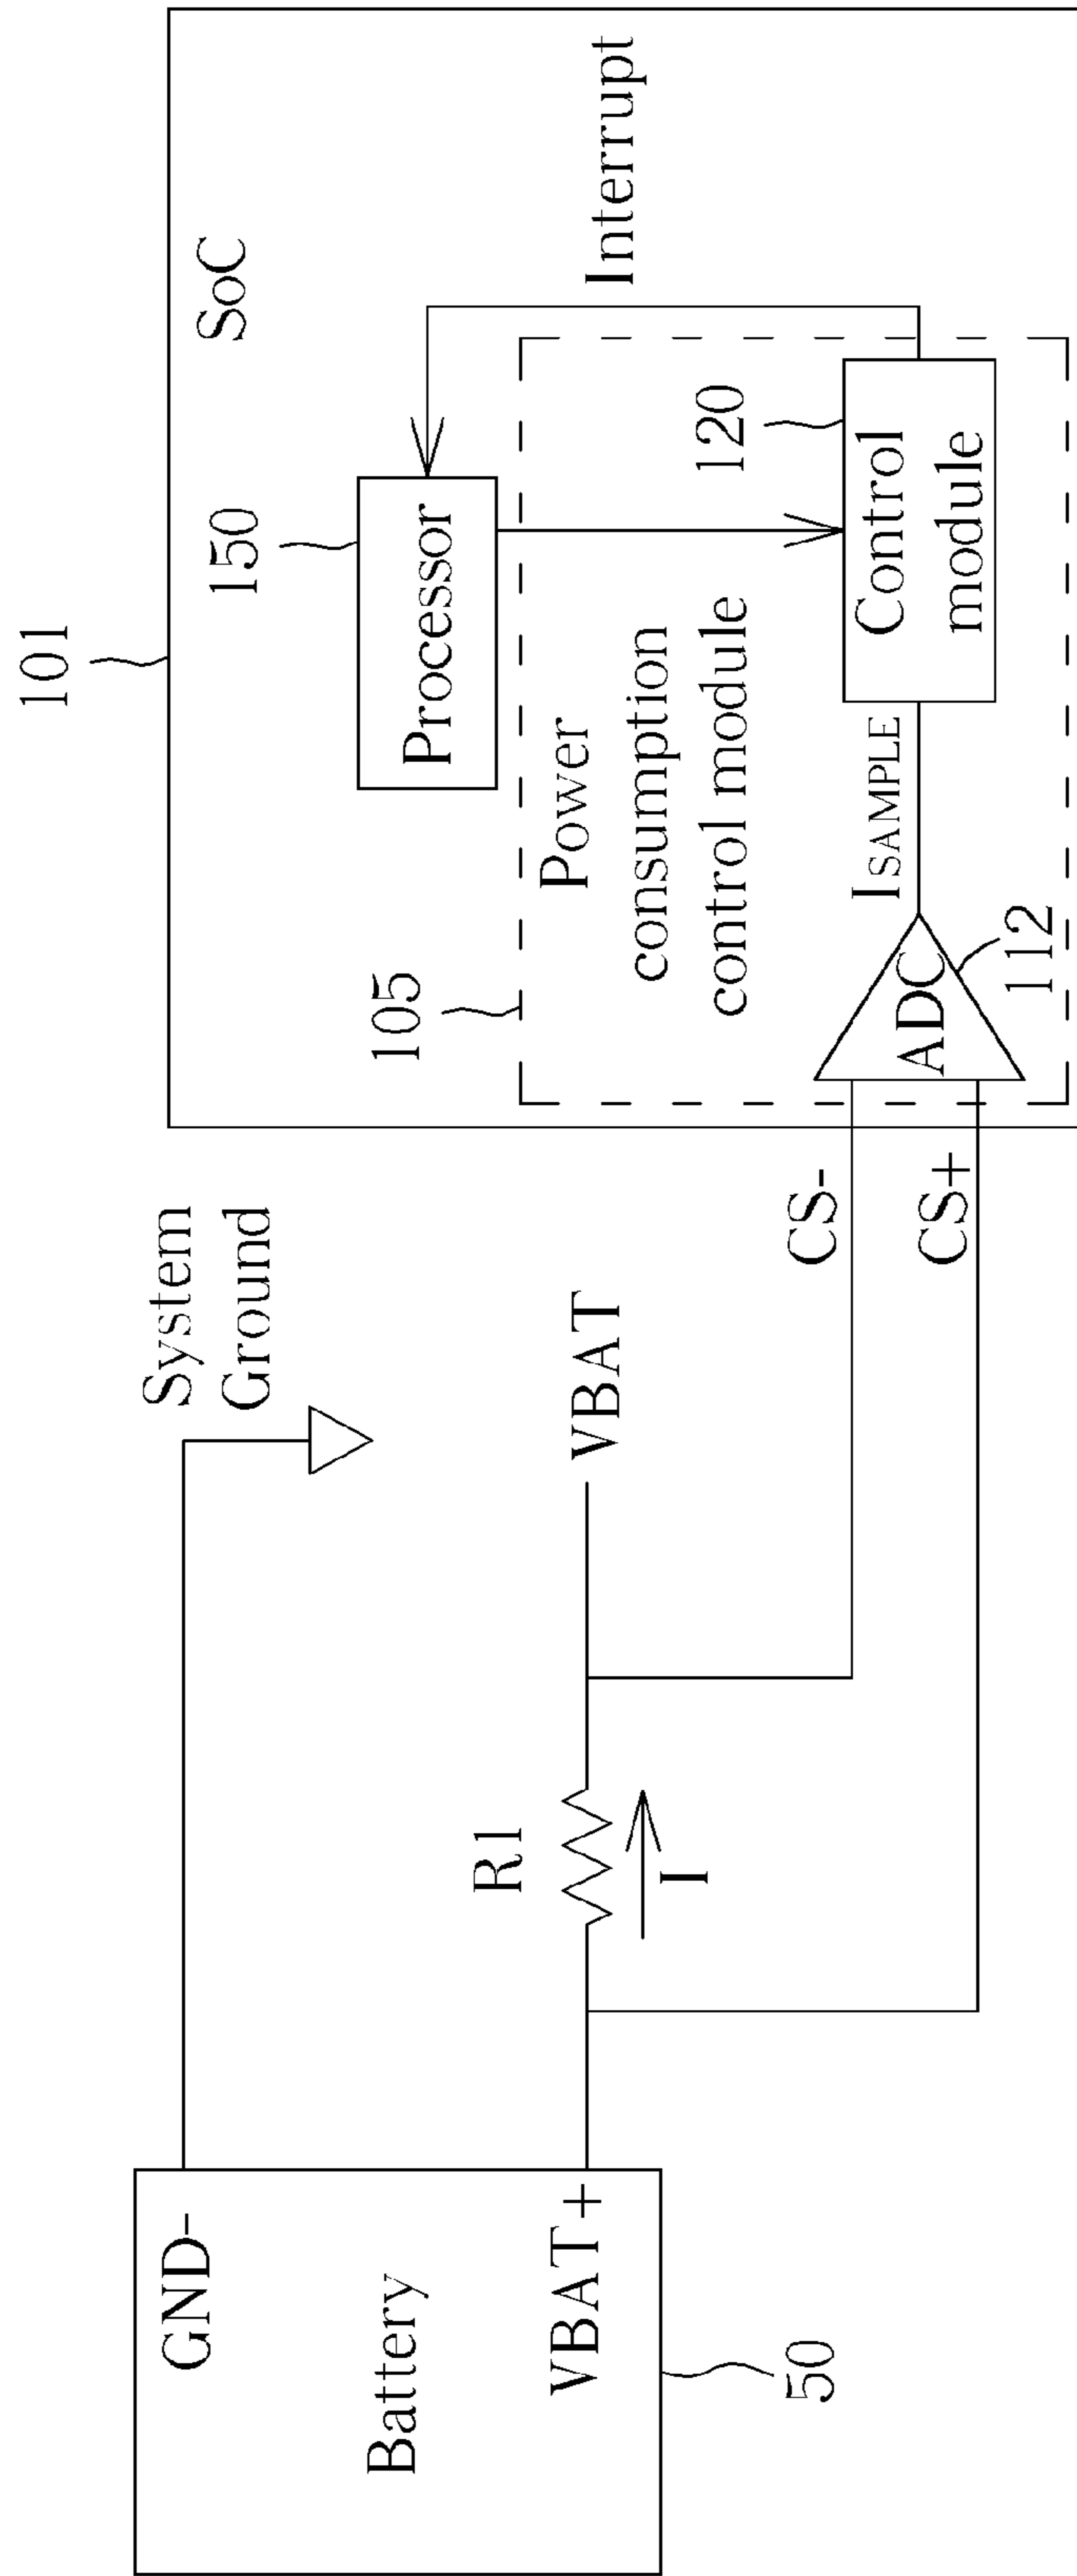 101
SoC
150
Processor
Interrupt
105
Power
consumption
control module
120
Control
module
ISAMPLE
ADC
112
System
Ground
VBAT
CS-
CS+
R1
I
GND-
Battery
VBAT+
50